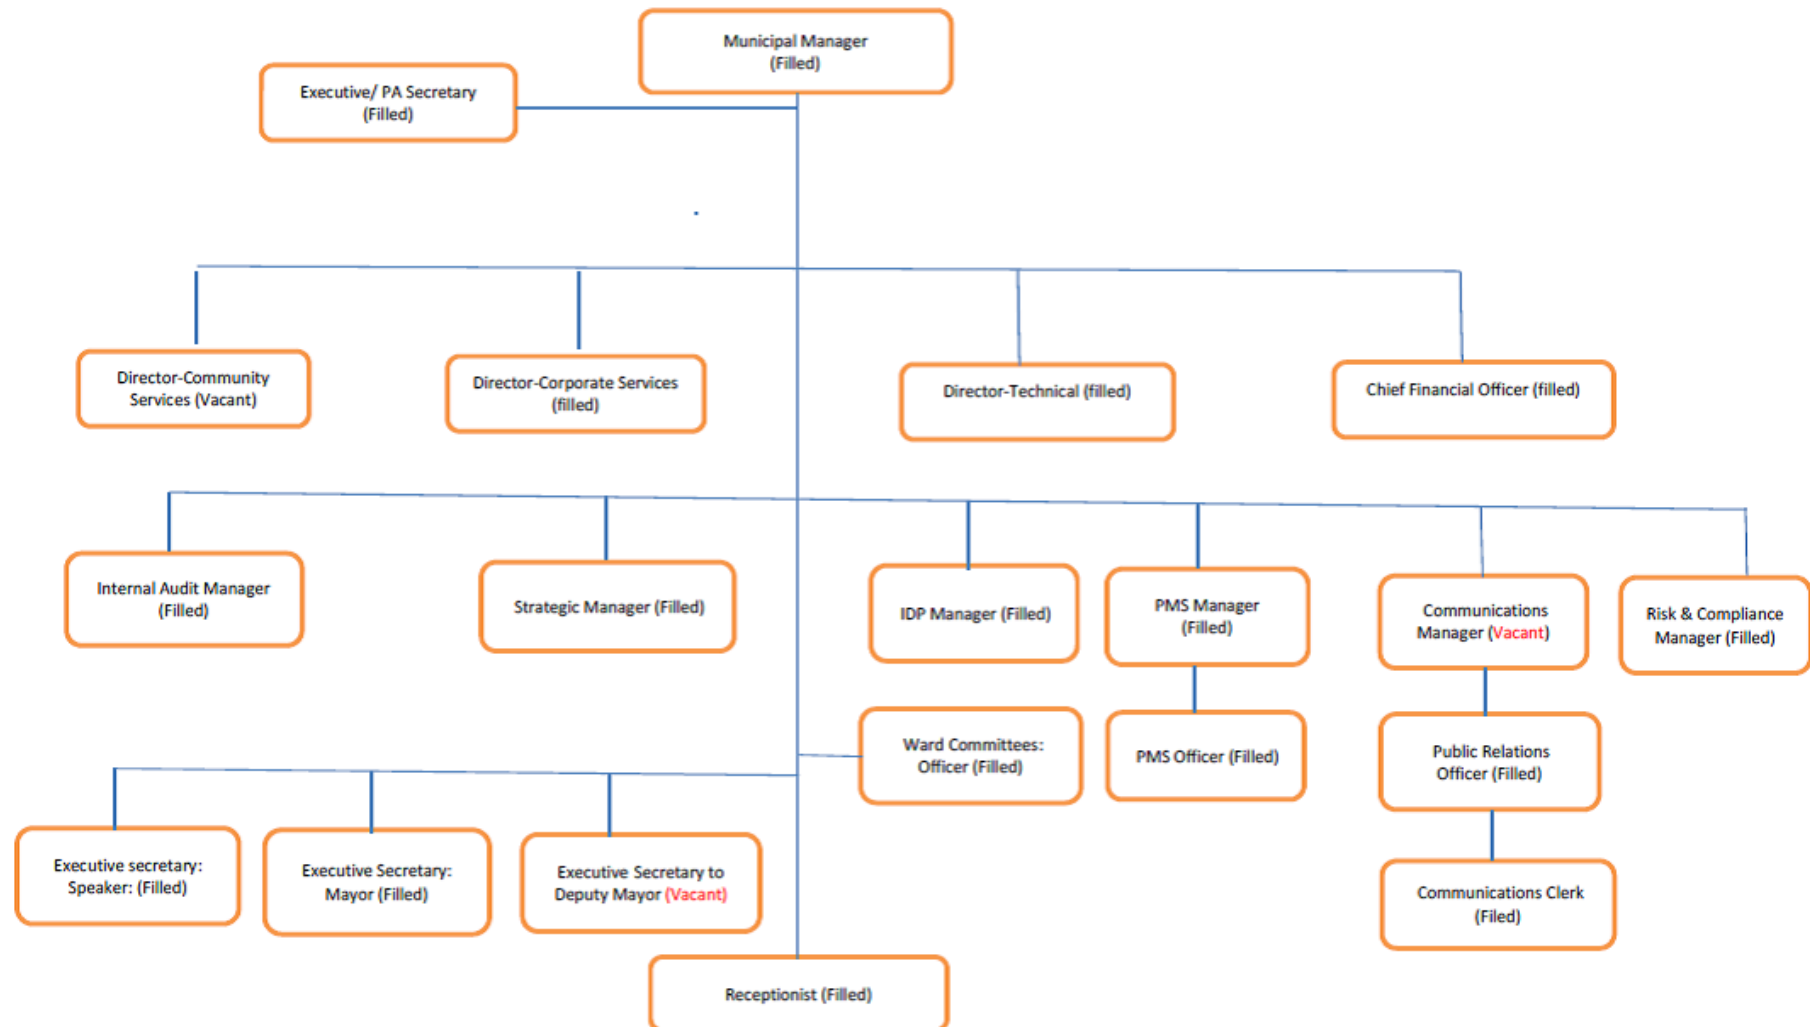 Municipal Manager
(Filled)
Executive/ PA Secretary
(Filled)
Director-Community
Services (Vacant)
Director-Corporate Services
(filled)
Director-Technical (filled)
Chief Financial Officer (filled)
Internal Audit Manager
(Filled)
Strategic Manager (Filled)
IDP Manager (Filled)
PMS Manager
(Filled)
Communications
Manager (Vacant)
Risk & Compliance
Manager (Filled)
Ward Committees:
Officer (Filled)
PMS Officer (Filled)
Public Relations
Officer (Filled)
Executive secretary:
Speaker: (Filled)
Executive Secretary:
Mayor (Filled)
Executive Secretary to
Deputy Mayor (Vacant)
Communications Clerk
(Filed)
Receptionist (Filled)